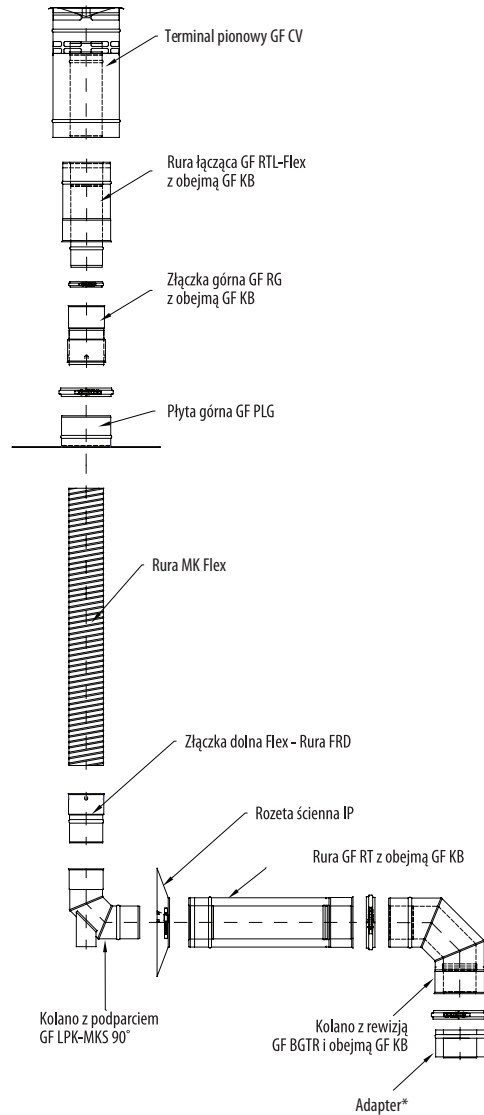 Terminal pionowy GF CV
Rura łącząca GF RTL-Flex
z obejmą GF KB
Złączka górna GF RG
z obejmą GF KB
Płyta górna GF PLG
Rura MK Flex
Złączka dolna Flex - Rura FRD
Rozeta ścienna IP
Rura GF RT z obejmą GF KB
Kolano z podparciem
GF LPK-MKS 90°
Kolano z rewizją
GF BGTR i obejmą GF KB
Adapter*